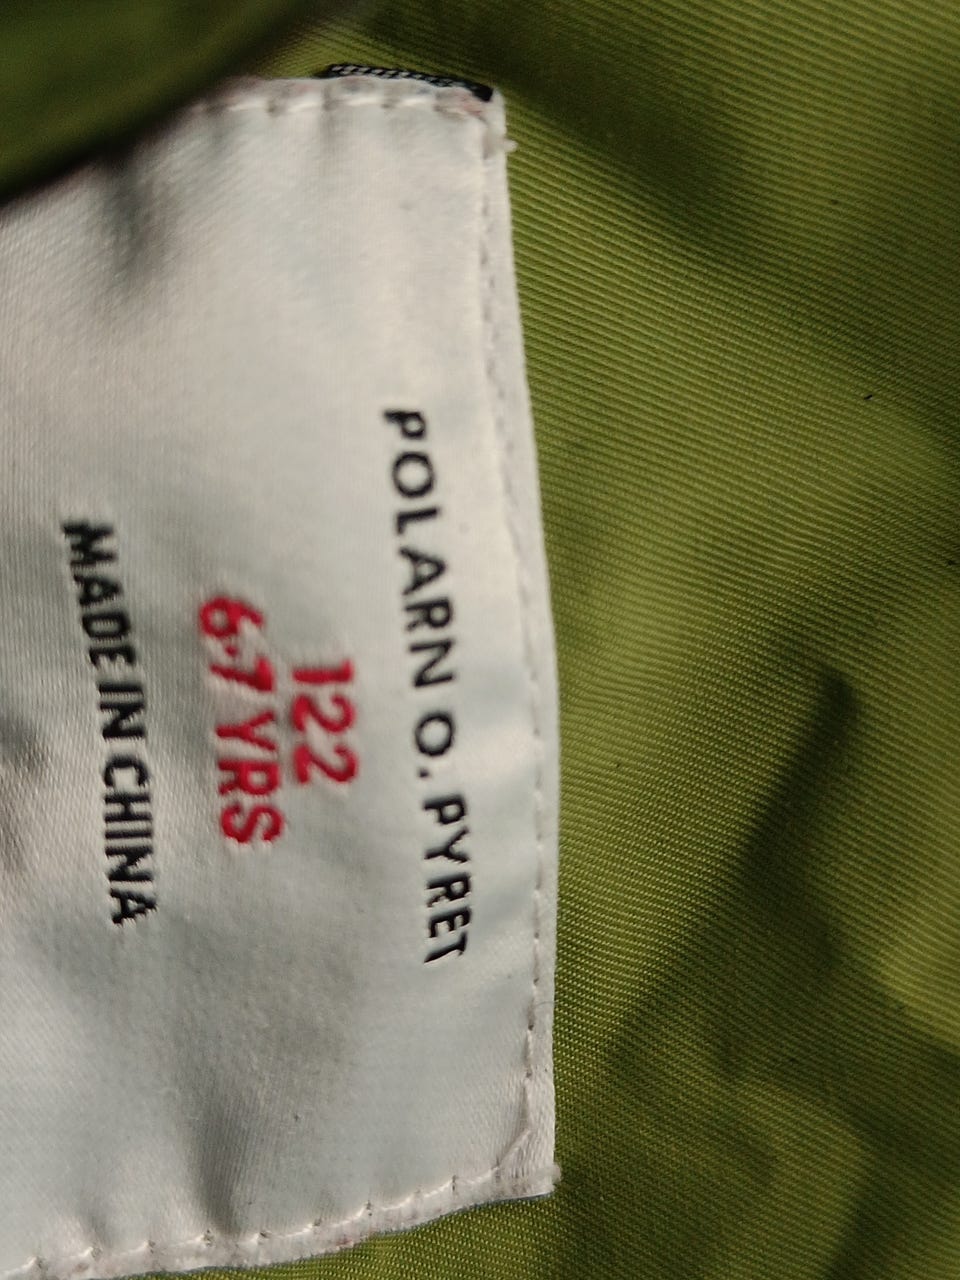 POLARN O. PYRET
122
6-7 YRS
MADE IN CHINA